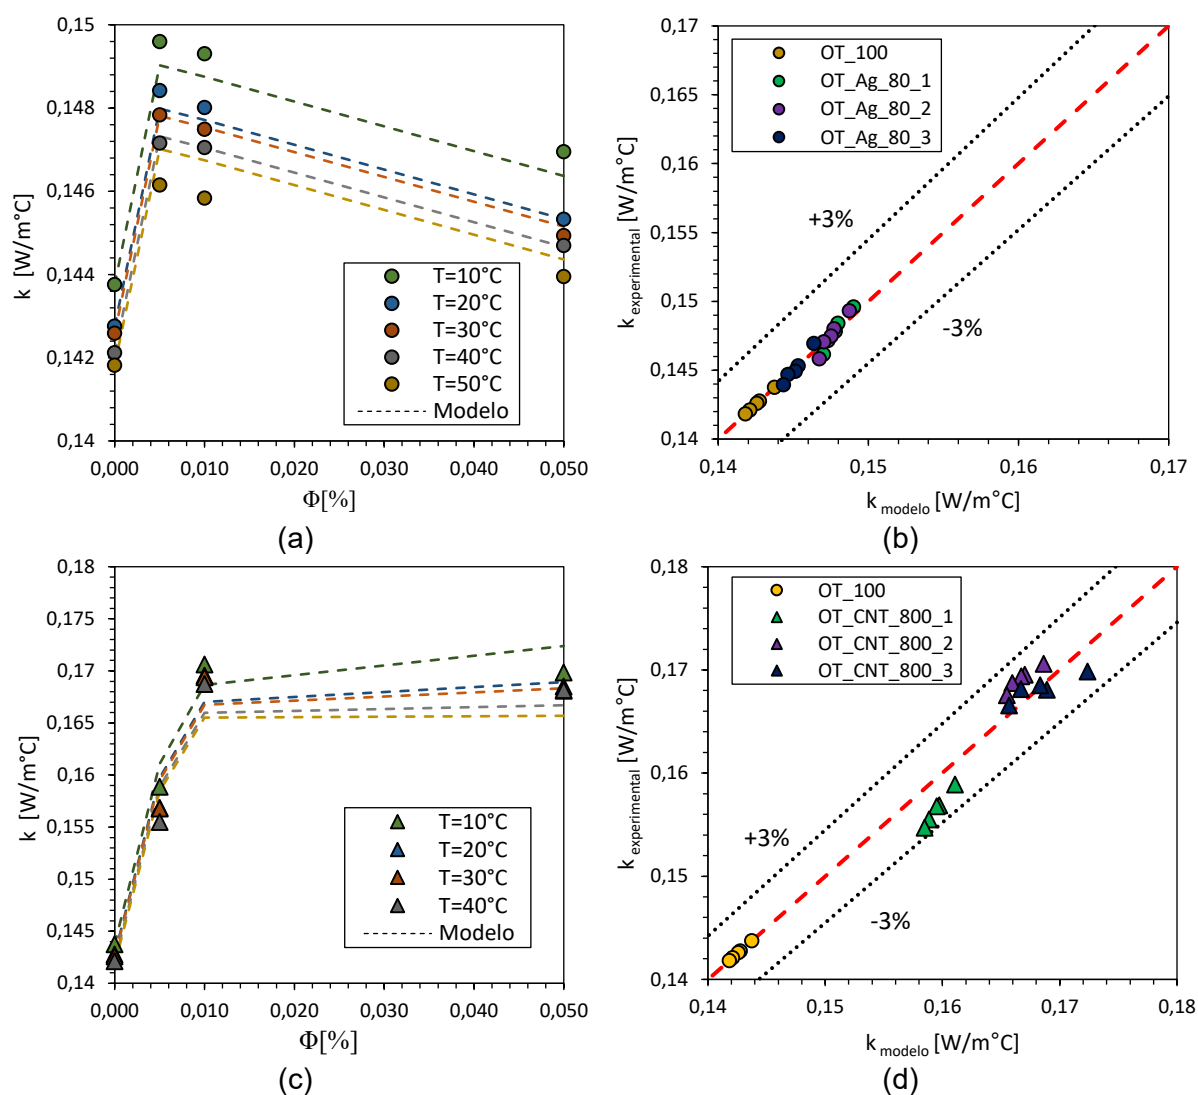 0,15
0,148
0,146
0,144
0,142
0,14
k [W/m°C]
T=10°C
T=20°C
T=30°C
T=40°C
T=50°C
Modelo
0,000 0,010 0,020 0,030 0,040 0,050
Φ[%]
(a)
0,17
0,165
0,16
0,155
0,15
0,145
0,14
k experimental [W/m°C]
OT_100
OT_Ag_80_1
OT_Ag_80_2
OT_Ag_80_3
+3%
-3%
0,14 0,15 0,16 0,17
k modelo [W/m°C]
(b)
0,18
0,175
0,17
0,165
0,16
0,155
0,15
0,145
0,14
k [W/m°C]
T=10°C
T=20°C
T=30°C
T=40°C
Modelo
0,000 0,010 0,020 0,030 0,040 0,050
Φ[%]
(c)
0,18
0,17
0,16
0,15
0,14
k experimental [W/m°C]
OT_100
OT_CNT_800_1
OT_CNT_800_2
OT_CNT_800_3
+3%
-3%
0,14 0,15 0,16 0,17 0,18
k modelo [W/m°C]
(d)